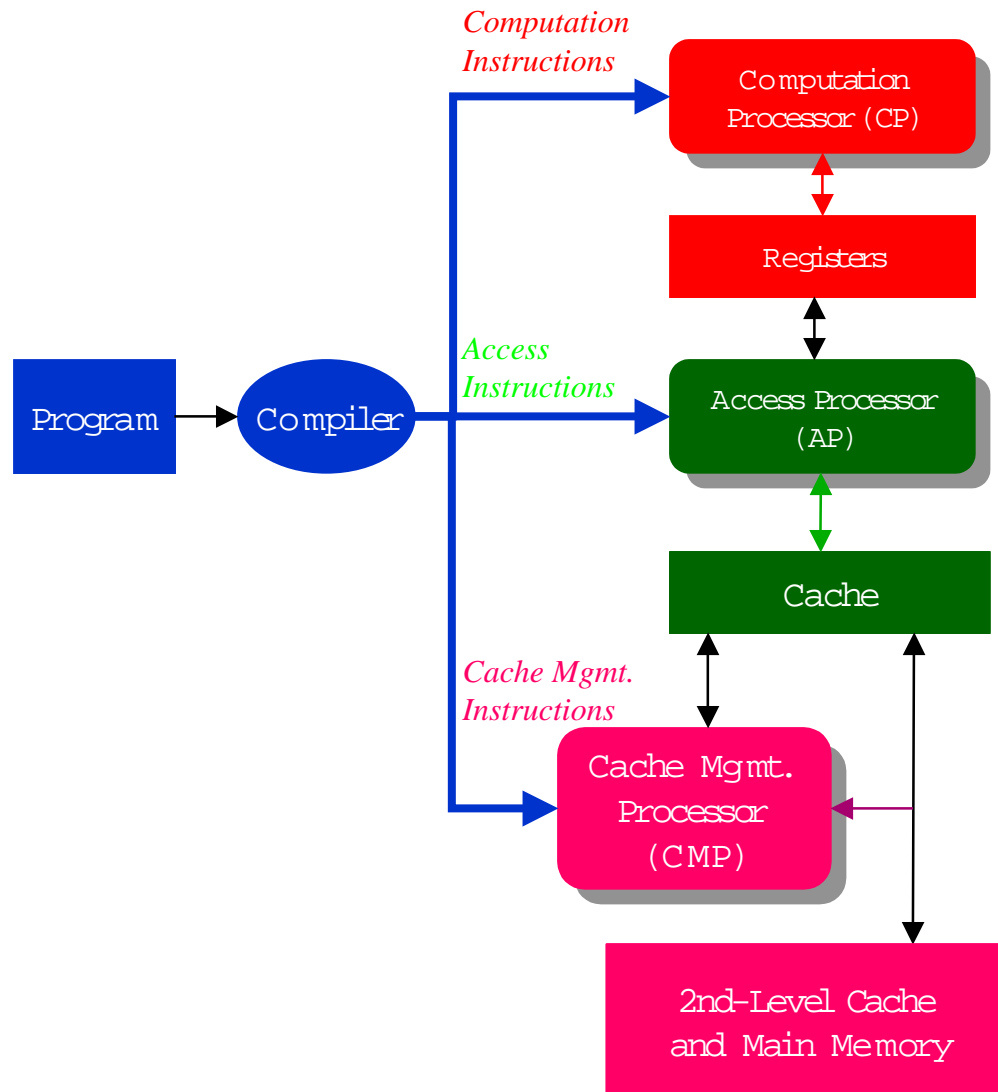 Computation
Instructions
Computation
Processor (CP)
Registers
Access
Instructions
Program
Compiler
Access Processor
(AP)
Cache
Cache Mgmt.
Instructions
Cache Mgmt.
Processor
(CMP)
2nd-Level Cache
and Main Memory